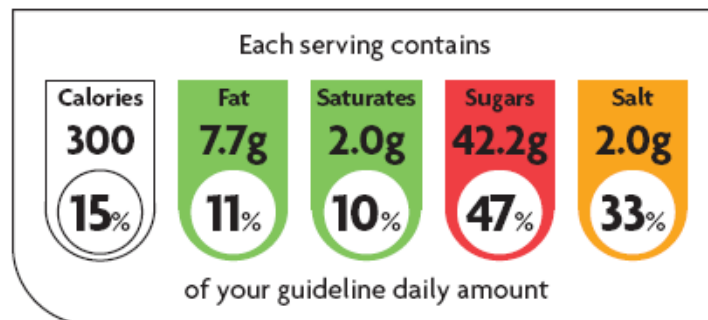 Each serving contains
Calories Fat Saturates Sugars Salt
300 7.7g 2.0g 42.2g 2.0g
15% 11% 10% 47% 33%
of your guideline daily amount